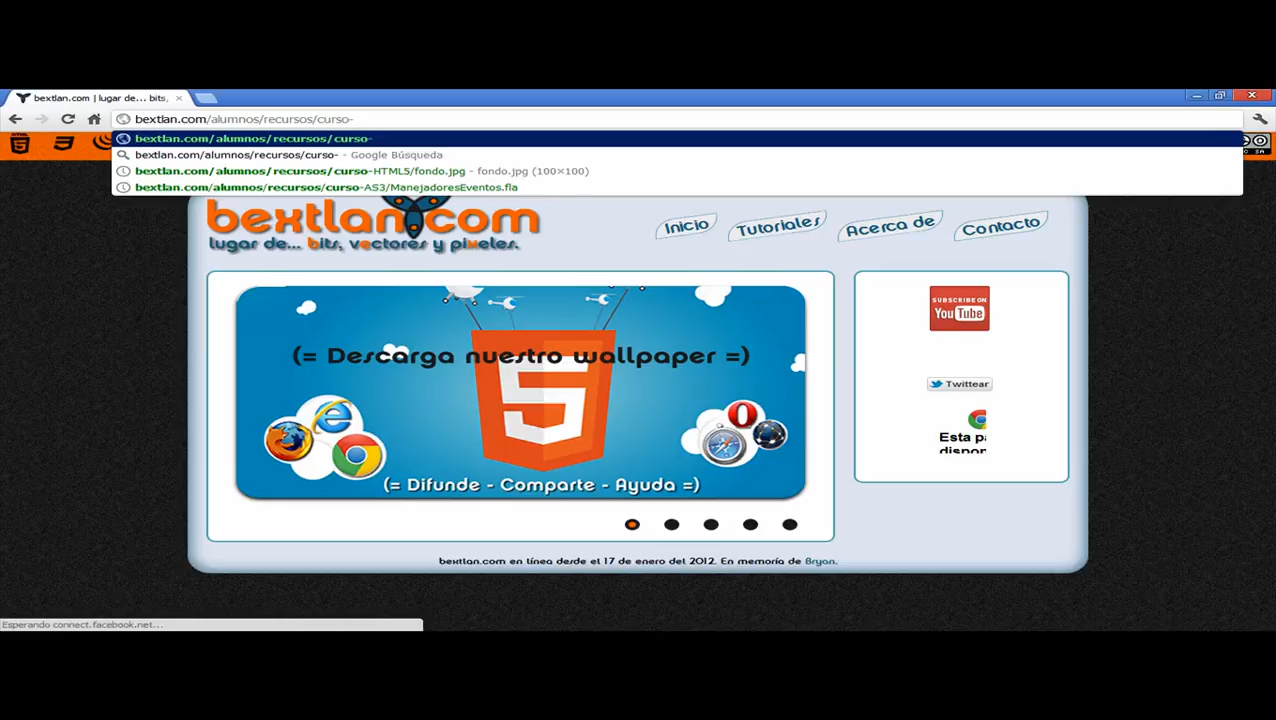 bextlan.com | lugar de... bits,
bextlan.com/alumnos/recursos/curso-
bextlan.com/alumnos/recursos/curso-
bextlan.com/alumnos/recursos/curso- - Google Búsqueda
bextlan.com/alumnos/recursos/curso-HTML5/fondo.jpg - fondo.jpg (100×100)
bextlan.com/alumnos/recursos/curso-AS3/ManejadoresEventos.fla
HTML
5
SA
bextlan.com
lugar de... bits, vectores y pixeles.
Inicio
Tutoriales
Acerca de
Contacto
(= Descarga nuestro wallpaper =)
5
(= Difunde - Comparte - Ayuda =)
SUBSCRIBE ON
YouTube
Twittear
Esta pa
dispon
bextlan.com en línea desde el 17 de enero del 2012. En memoria de Bryan.
Esperando connect.facebook.net...